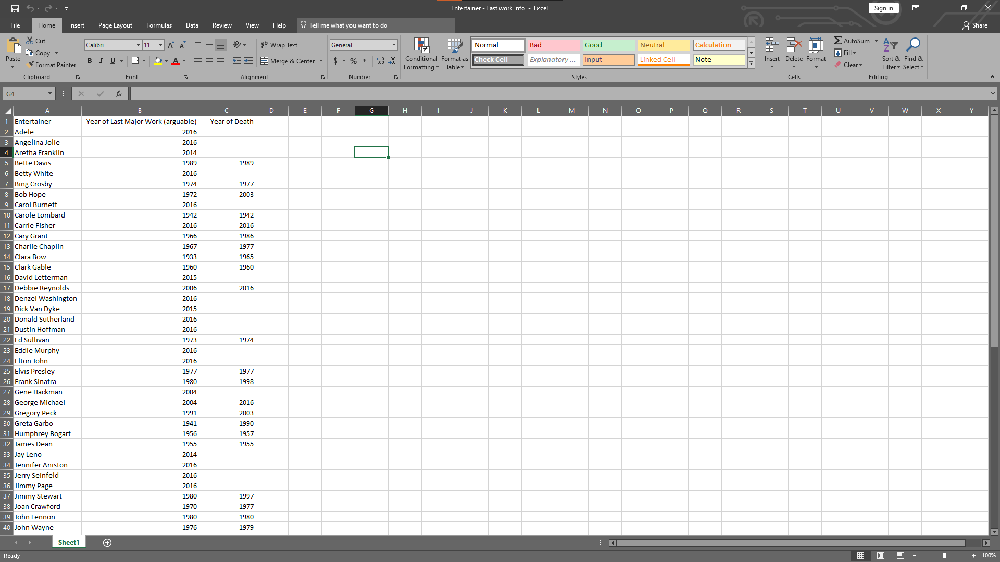 Entertainer - Last work Info - Excel
Sign in
File Home Insert Page Layout Formulas Data Review View Help Tell me what you want to do Share
Paste
Cut
Copy
Format Painter
Clipboard
Calibri 11
B I U
Font
Wrap Text
Merge & Center
Alignment
General
$ % ,
Number
Conditional Formatting
Format as Table
Normal Bad Good Neutral Calculation
Check Cell Explanatory ... Input Linked Cell Note
Styles
Insert Delete Format
Cells
AutoSum
Fill
Clear
Sort & Filter
Find & Select
Editing
G4 fx
A B C D E F G H I J K L M N O P Q R S T U V W X Y
1 Entertainer Year of Last Major Work (arguable) Year of Death
2 Adele 2016
3 Angelina Jolie 2016
4 Aretha Franklin 2014
5 Bette Davis 1989 1989
6 Betty White 2016
7 Bing Crosby 1974 1977
8 Bob Hope 1972 2003
9 Carol Burnett 2016
10 Carole Lombard 1942 1942
11 Carrie Fisher 2016 2016
12 Cary Grant 1966 1986
13 Charlie Chaplin 1967 1977
14 Clara Bow 1933 1965
15 Clark Gable 1960 1960
16 David Letterman 2015
17 Debbie Reynolds 2006 2016
18 Denzel Washington 2016
19 Dick Van Dyke 2015
20 Donald Sutherland 2016
21 Dustin Hoffman 2016
22 Ed Sullivan 1973 1974
23 Eddie Murphy 2016
24 Elton John 2016
25 Elvis Presley 1977 1977
26 Frank Sinatra 1980 1998
27 Gene Hackman 2004
28 George Michael 2004 2016
29 Gregory Peck 1991 2003
30 Greta Garbo 1941 1990
31 Humphrey Bogart 1956 1957
32 James Dean 1955 1955
33 Jay Leno 2014
34 Jennifer Aniston 2016
35 Jerry Seinfeld 2016
36 Jimmy Page 2016
37 Jimmy Stewart 1980 1997
38 Joan Crawford 1970 1977
39 John Lennon 1980 1980
40 John Wayne 1976 1979
Sheet1
Ready
100%